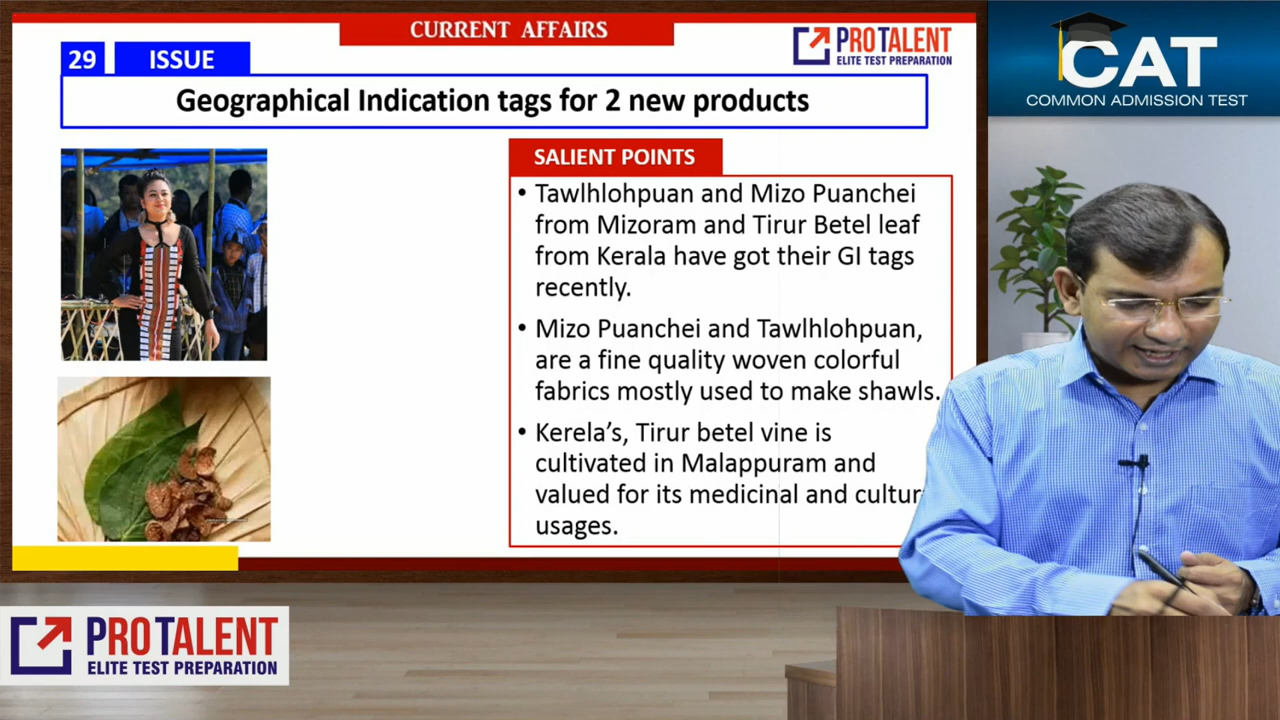 CURRENT AFFAIRS
PROTALENT
ELITE TEST PREPARATION
29
ISSUE
Geographical Indication tags for 2 new products
SALIENT POINTS
• Tawlhlohpuan and Mizo Puanchei
from Mizoram and Tirur Betel leaf
from Kerala have got their GI tags
recently.
• Mizo Puanchei and Tawlhlohpuan,
are a fine quality woven colorful
fabrics mostly used to make shawls.
• Kerela's, Tirur betel vine is
cultivated in Malappuram and
valued for its medicinal and cultur
usages.
CAT
COMMON ADMISSION TEST
PROTALENT
ELITE TEST PREPARATION